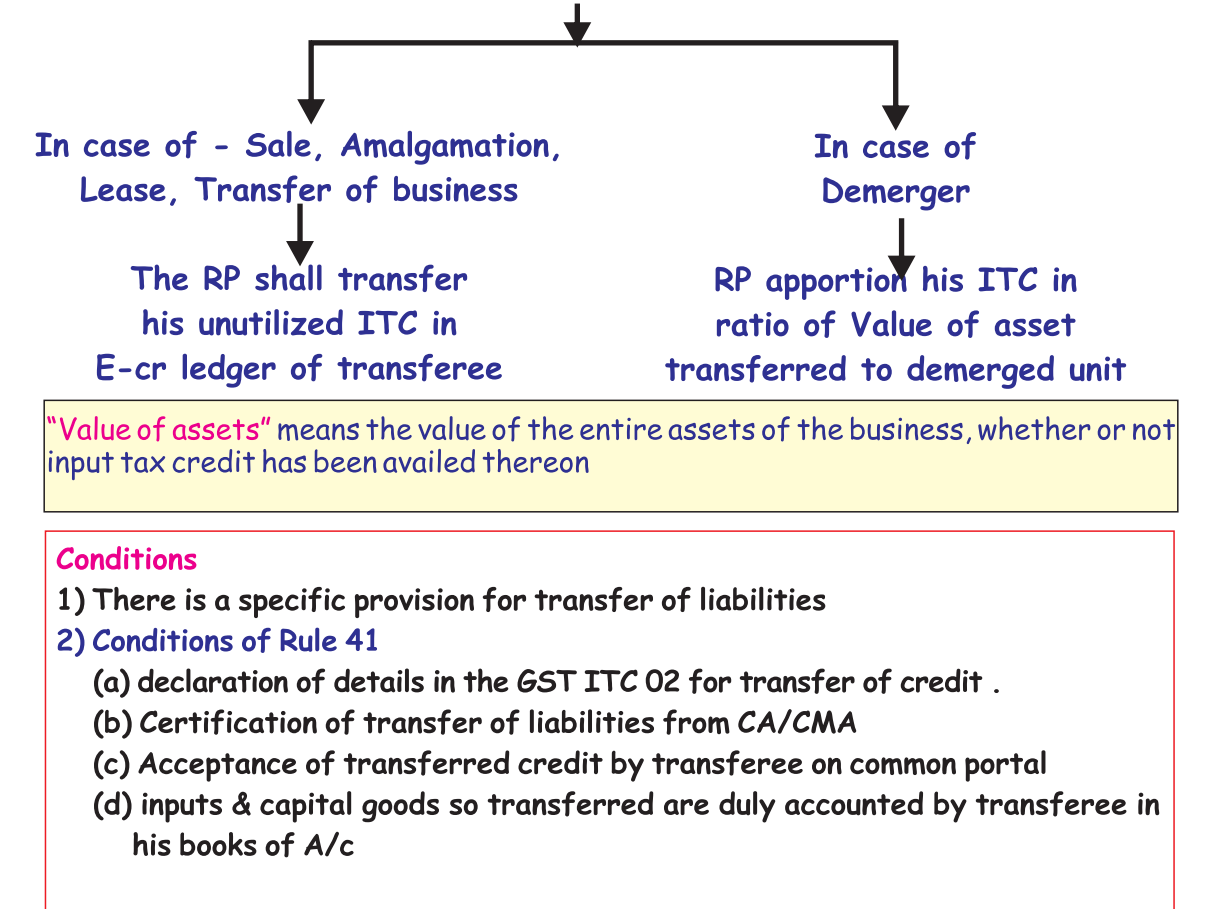 In case of - Sale, Amalgamation,
Lease, Transfer of business
The RP shall transfer
his unutilized ITC in
E-cr ledger of transferee
In case of
Demerger
RP apportion his ITC in
ratio of Value of asset
transferred to demerged unit
"Value of assets" means the value of the entire assets of the business, whether or not
input tax credit has been availed thereon
Conditions
1) There is a specific provision for transfer of liabilities
2) Conditions of Rule 41
(a) declaration of details in the GST ITC 02 for transfer of credit .
(b) Certification of transfer of liabilities from CA/CMA
(c) Acceptance of transferred credit by transferee on common portal
(d) inputs & capital goods so transferred are duly accounted by transferee in
his books of A/c